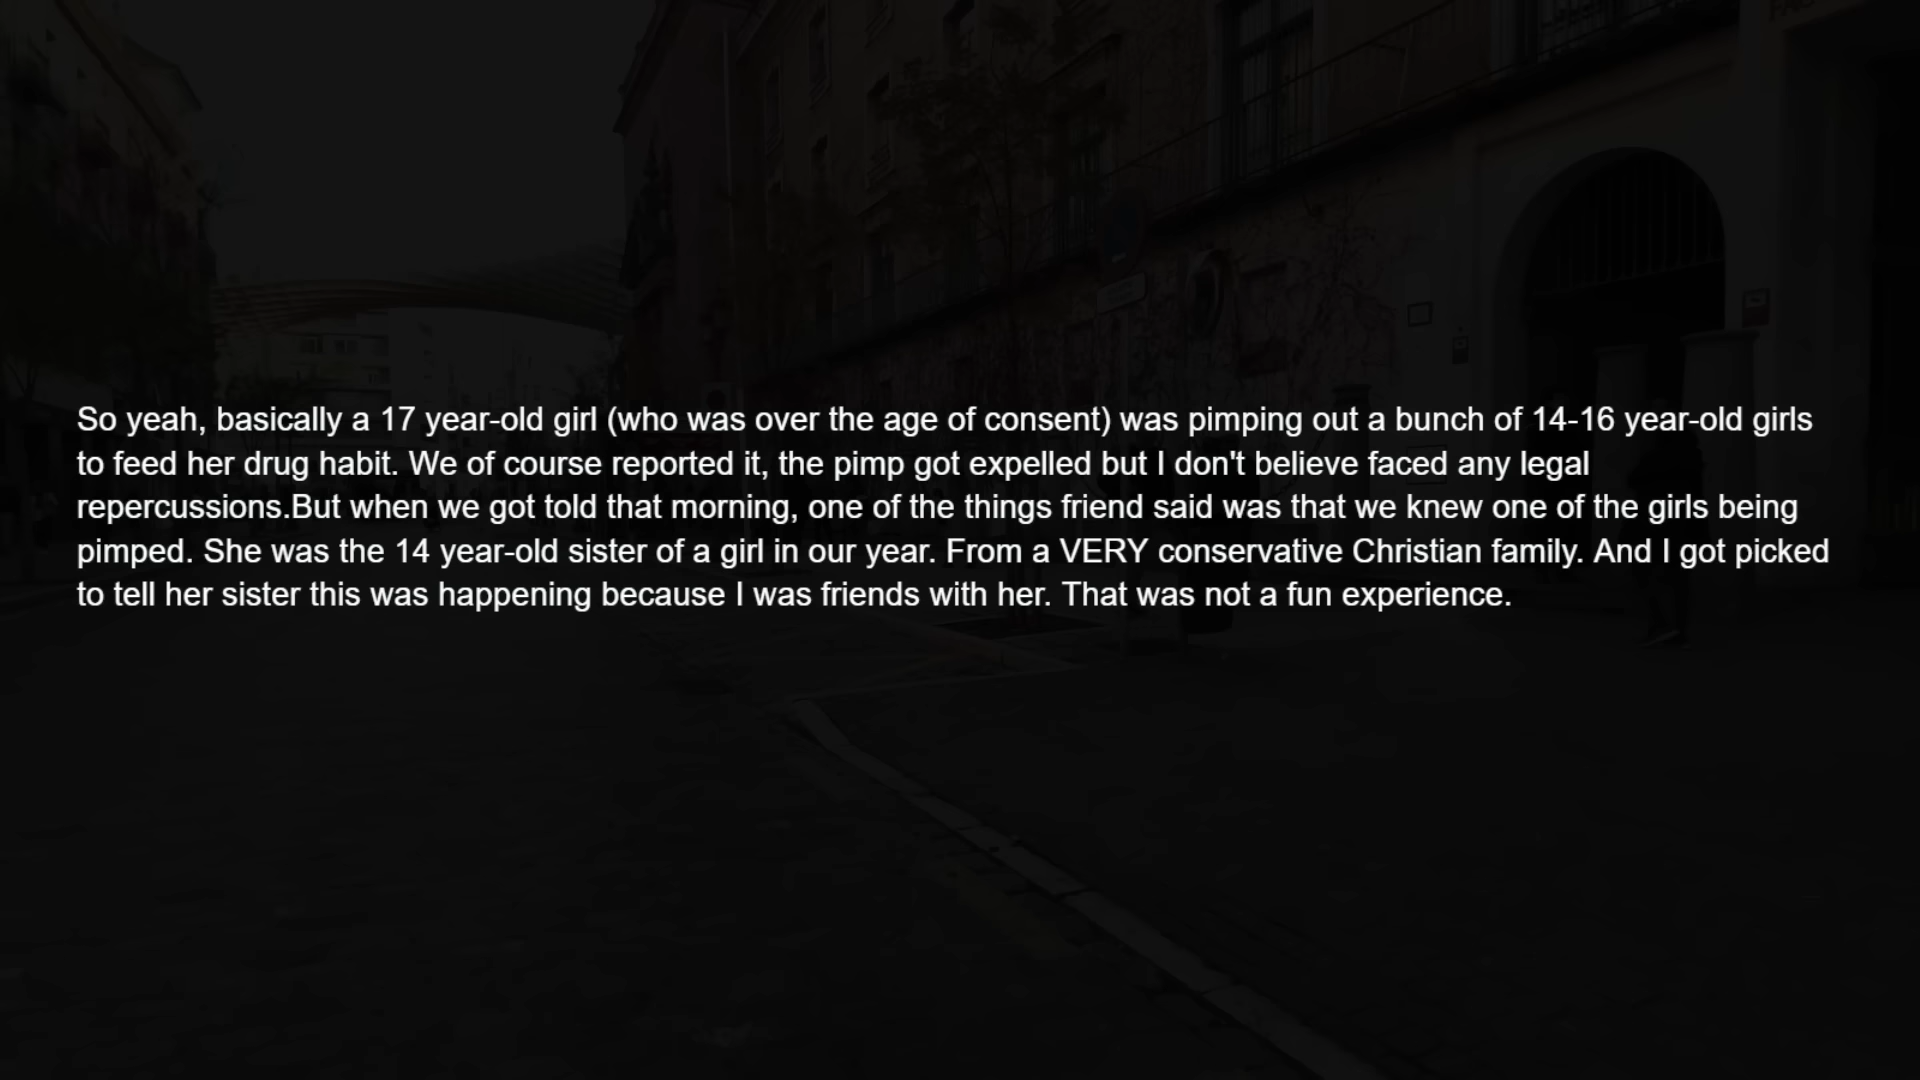 So yeah, basically a 17 year-old girl (who was over the age of consent) was pimping out a bunch of 14-16 year-old girls
to feed her drug habit. We of course reported it, the pimp got expelled but I don't believe faced any legal
repercussions.But when we got told that morning, one of the things friend said was that we knew one of the girls being
pimped. She was the 14 year-old sister of a girl in our year. From a VERY conservative Christian family. And I got picked
to tell her sister this was happening because I was friends with her. That was not a fun experience.